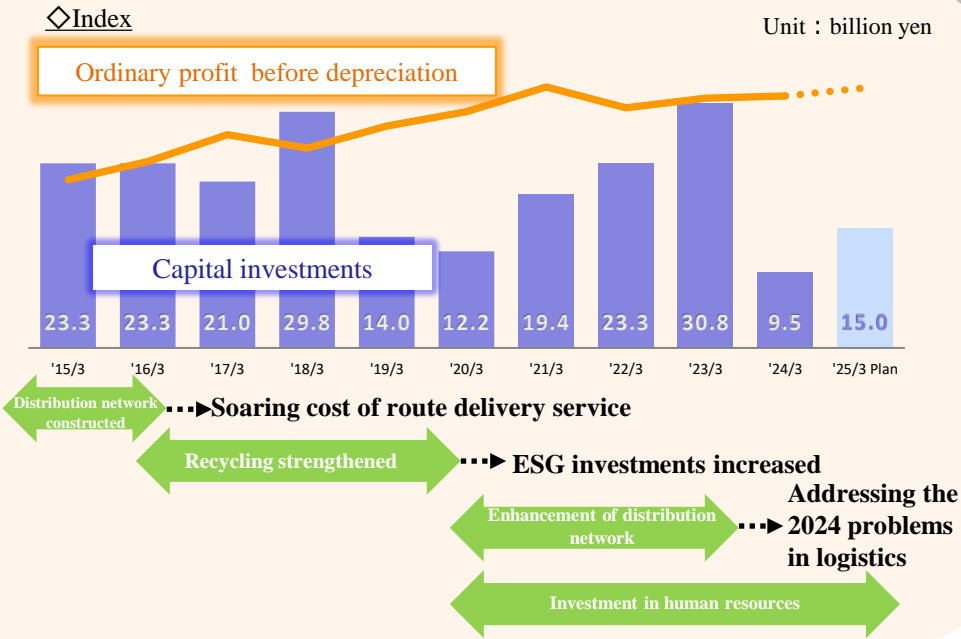 ◇Index
Unit：billion yen
Ordinary profit before depreciation
Capital investments
23.3 23.3 21.0 29.8 14.0 12.2 19.4 23.3 30.8 9.5 15.0
'15/3 '16/3 '17/3 '18/3 '19/3 '20/3 '21/3 '22/3 '23/3 '24/3 '25/3 Plan
Distribution network
constructed
Soaring cost of route delivery service
Recycling strengthened
ESG investments increased
Enhancement of distribution
network
Addressing the
2024 problems
in logistics
Investment in human resources